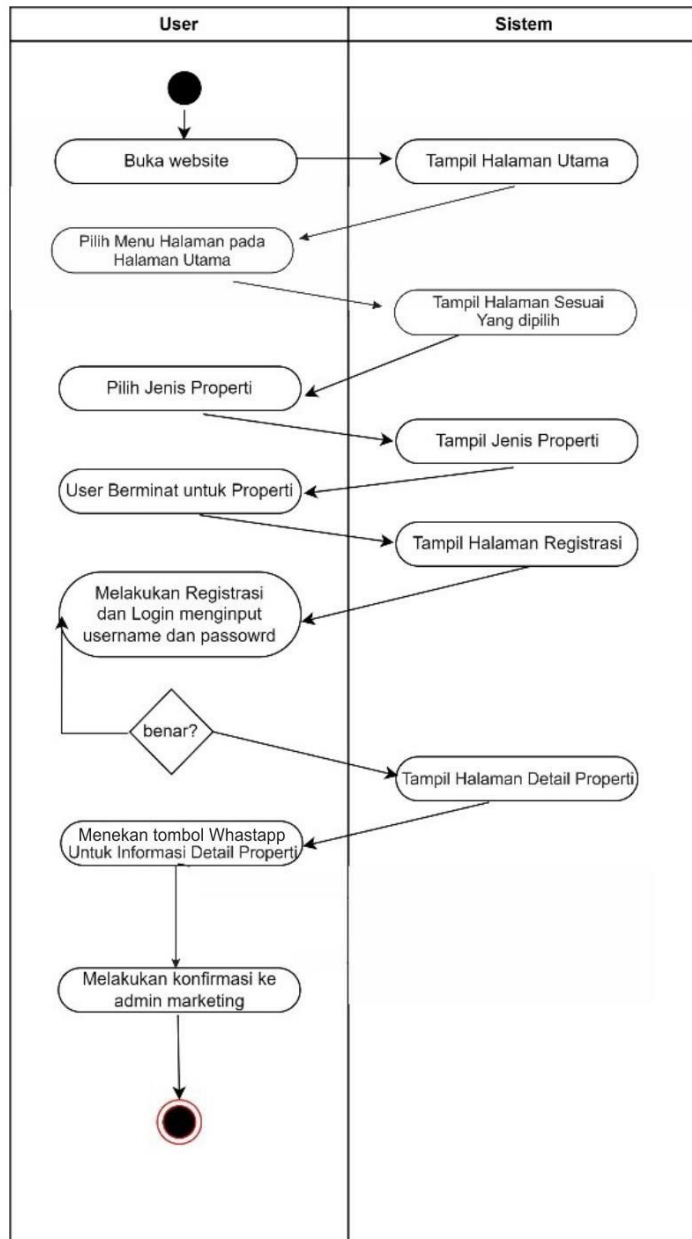 User
Sistem
Buka website
Tampil Halaman Utama
Pilih Menu Halaman pada
Halaman Utama
Tampil Halaman Sesuai
Yang dipilih
Pilih Jenis Properti
Tampil Jenis Properti
User Berminat untuk Properti
Tampil Halaman Registrasi
Melakukan Registrasi
dan Login menginput
username dan passowrd
benar?
Tampil Halaman Detail Properti
Menekan tombol Whastapp
Untuk Informasi Detail Properti
Melakukan konfirmasi ke
admin marketing